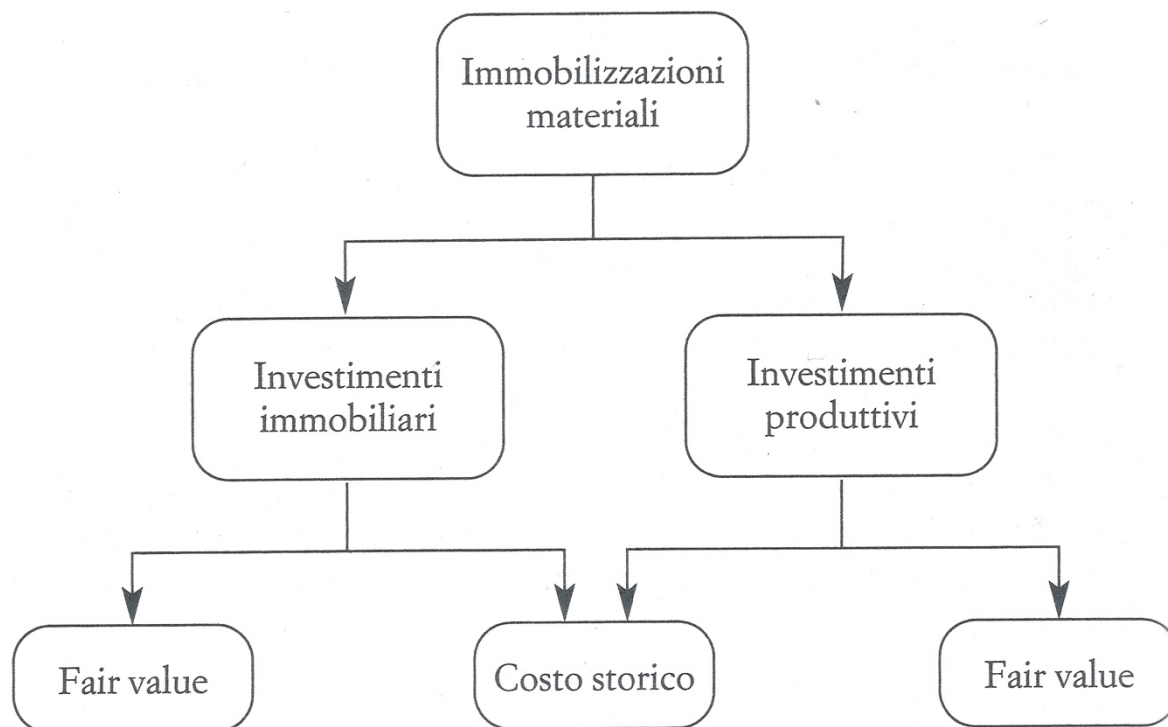 Immobilizzazioni
materiali
Investimenti
immobiliari
Investimenti
produttivi
Fair value
Costo storico
Fair value